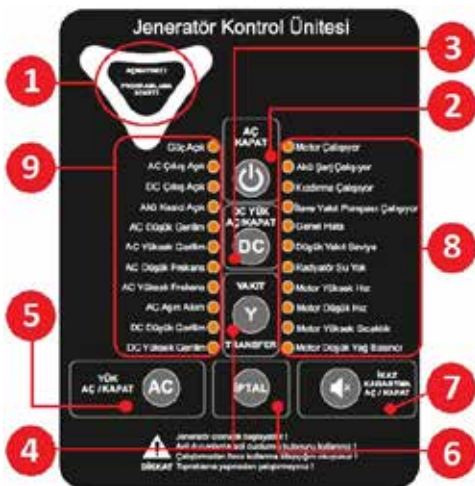 Jeneratör Kontrol Ünitesi
1
3
2
9
8
5
4
6
7
AÇ
KAPAT
DC YÜK
AÇ/KAPAT
DC
YAKIT
Y
TRANSFER
Güç Açık
AC Çıkış Açık
DC Çıkış Açık
Akü Kesici Açık
AC Düşük Gerilim
AC Yüksek Gerilim
AC Düşük Frekans
AC Yüksek Frekans
AC Aşırı Akım
DC Düşük Gerilim
DC Yüksek Gerilim
Motor Çalışıyor
Akü Şarj Çalışıyor
Kızdırma Çalışıyor
İlave Yakıt Pompası Çalışıyor
Genel Hata
Düşük Yakıt Seviye
Radyatör Su Yok
Motor Yüksek Hız
Motor Düşük Hız
Motor Yüksek Sıcaklık
Motor Düşük Yağ Basıncı
YÜK
AÇ / KAPAT
AC
İPTAL
İKAZ
KARARTMA
AÇ / KAPAT
DİKKAT